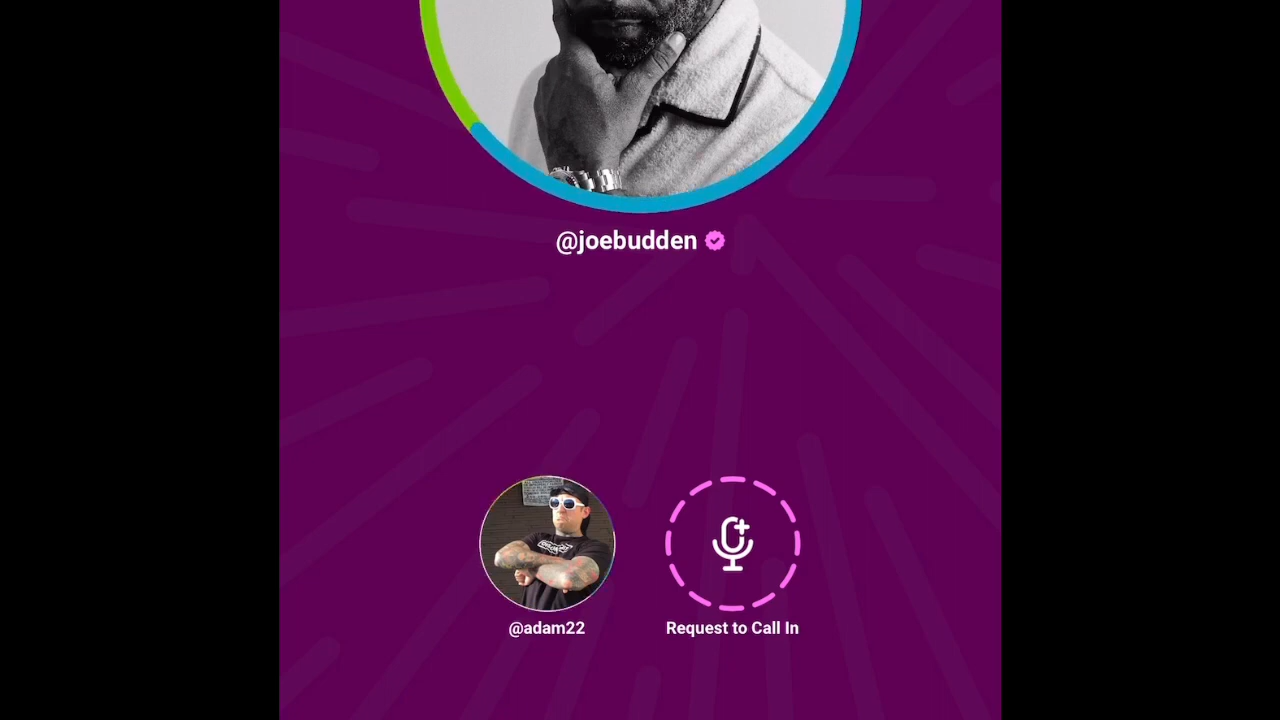 @joebudden
@adam22
Request to Call In